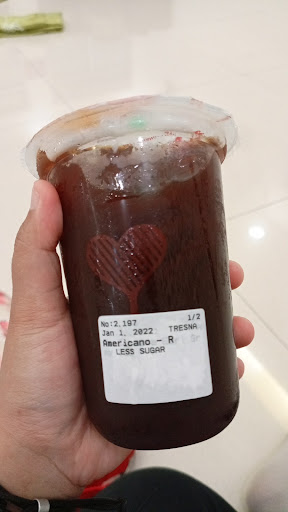 No:2,197 1/2
Jan 1, 2022 TRESNA
Americano - R
LESS SUGAR